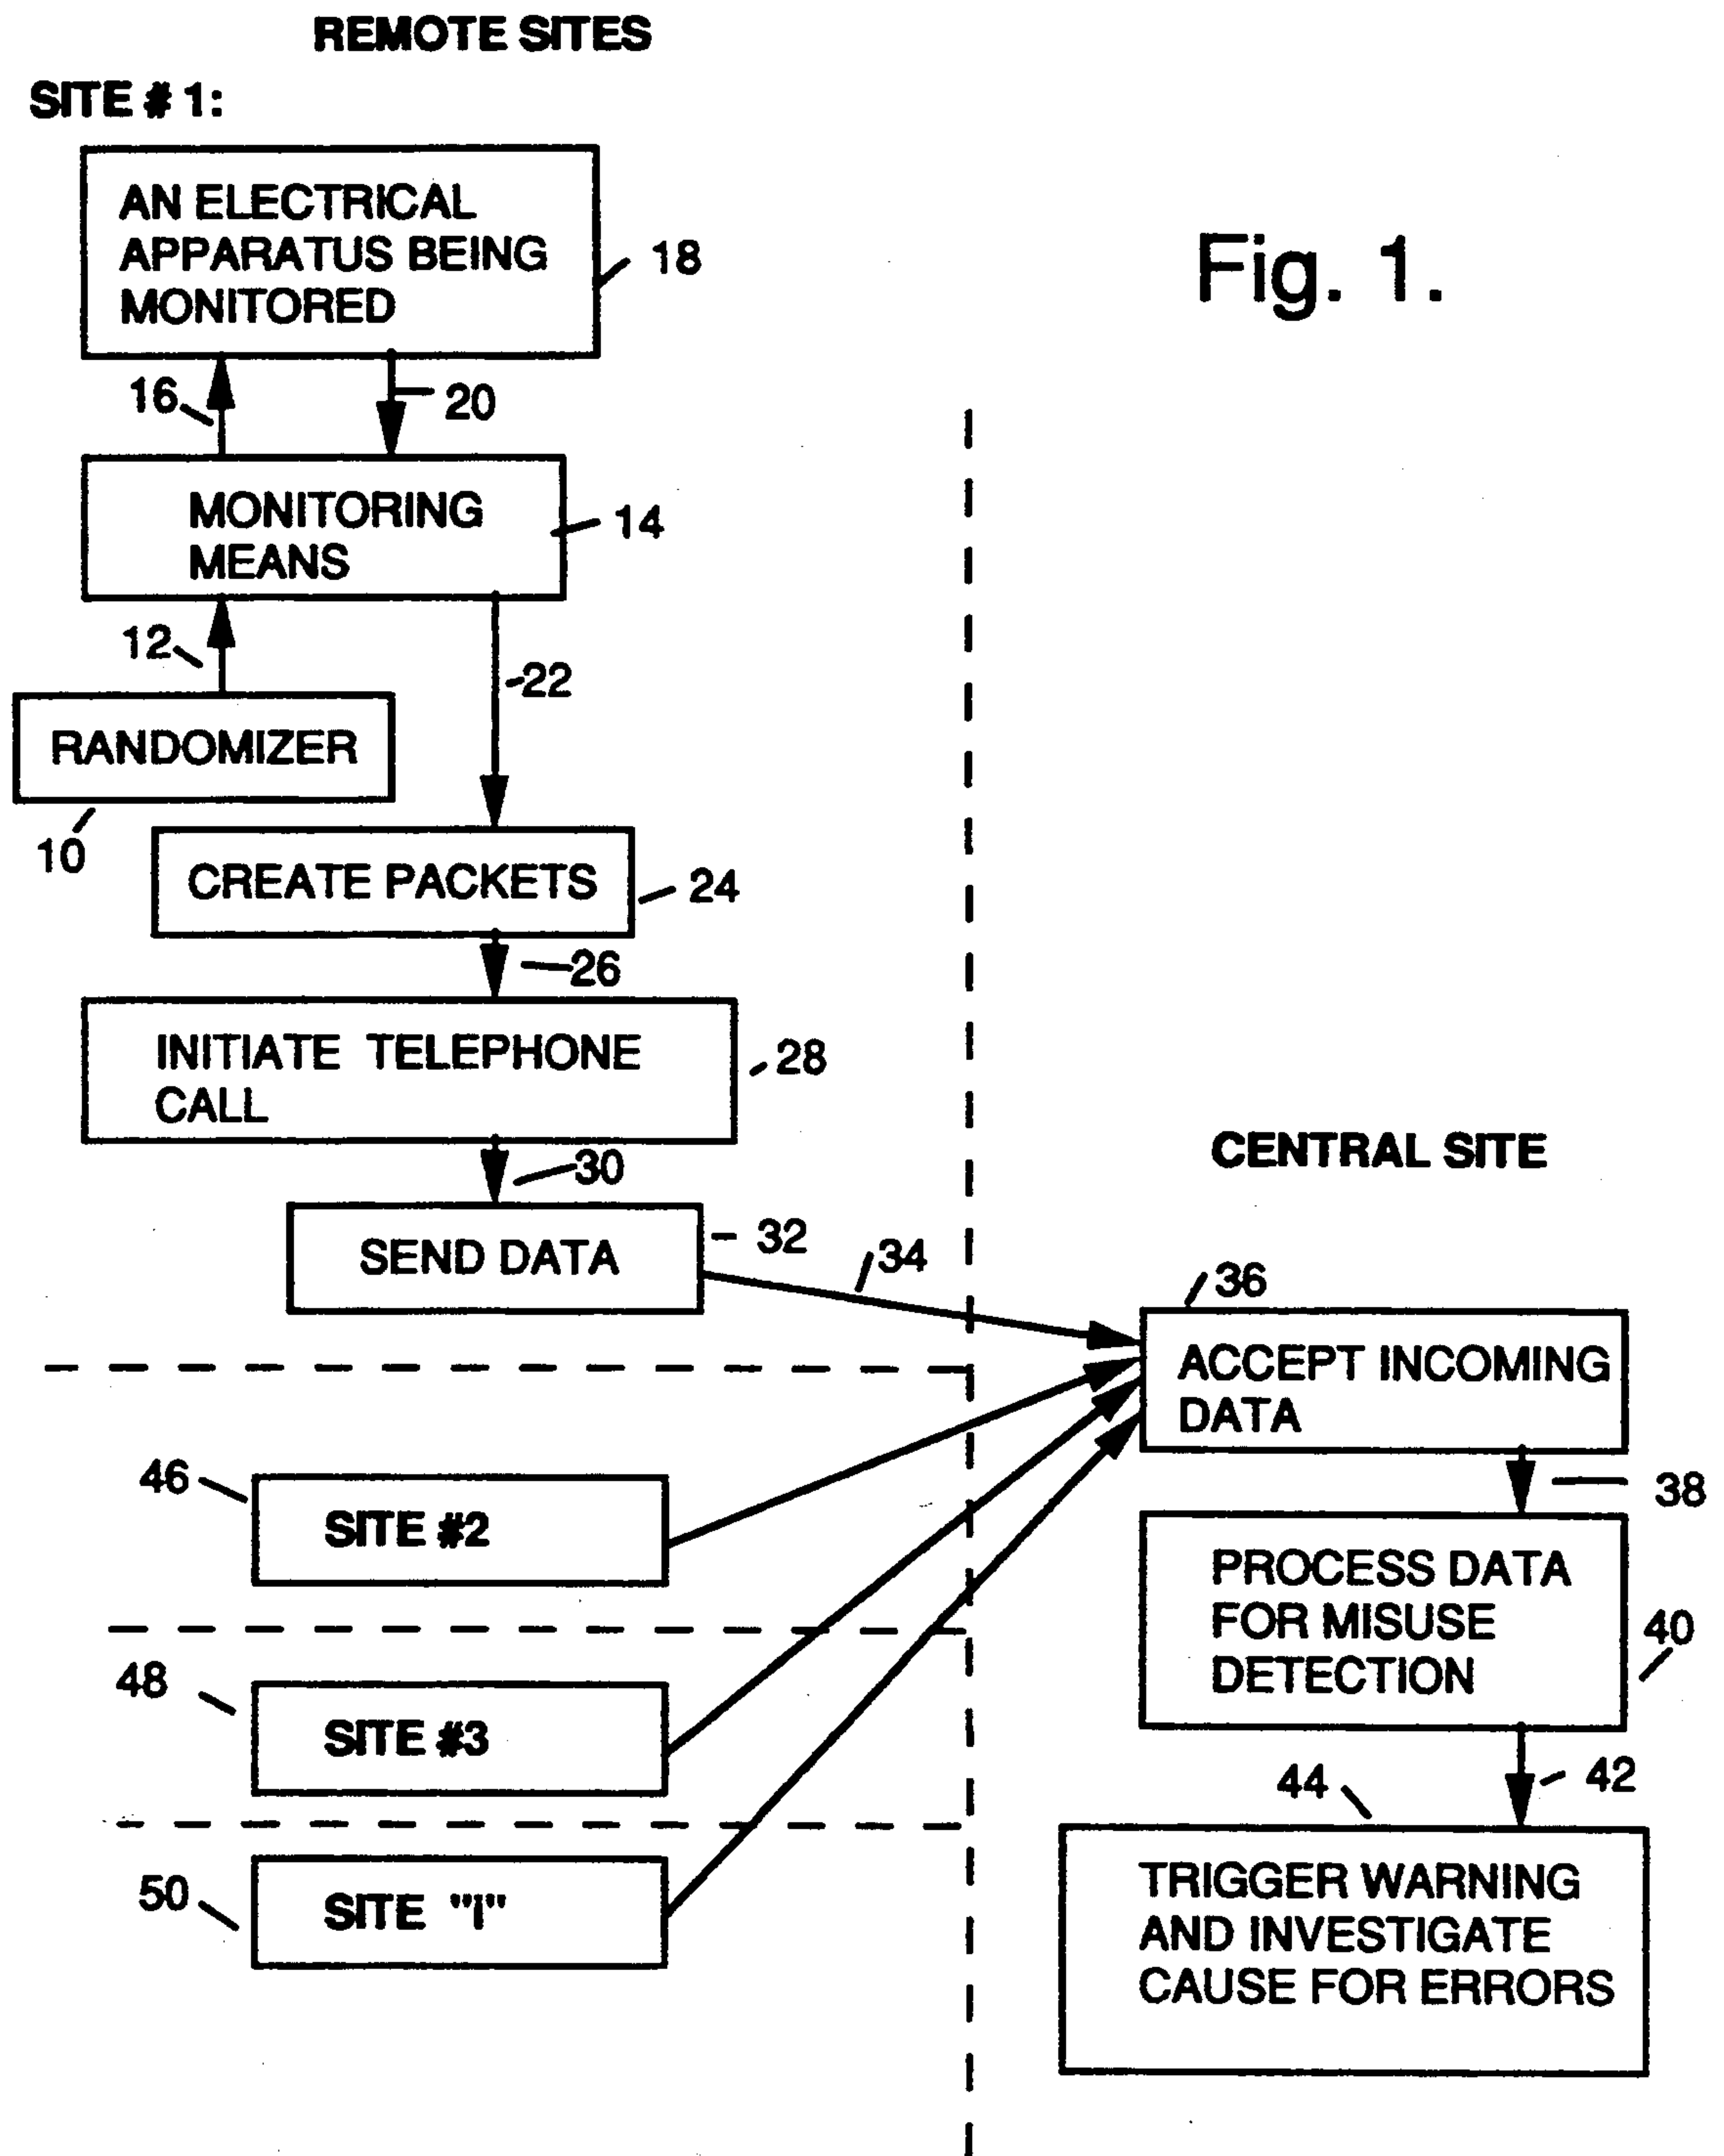 REMOTE SITES
SITE # 1:
AN ELECTRICAL
APPARATUS BEING
MONITORED
18
Fig. 1.
16
20
MONITORING
MEANS
14
12
22
RANDOMIZER
10
CREATE PACKETS
24
26
INITIATE TELEPHONE
CALL
28
30
SEND DATA
32
34
CENTRAL SITE
36
ACCEPT INCOMING
DATA
38
46
SITE #2
PROCESS DATA
FOR MISUSE
DETECTION
40
48
SITE #3
42
44
TRIGGER WARNING
AND INVESTIGATE
CAUSE FOR ERRORS
50
SITE "I"